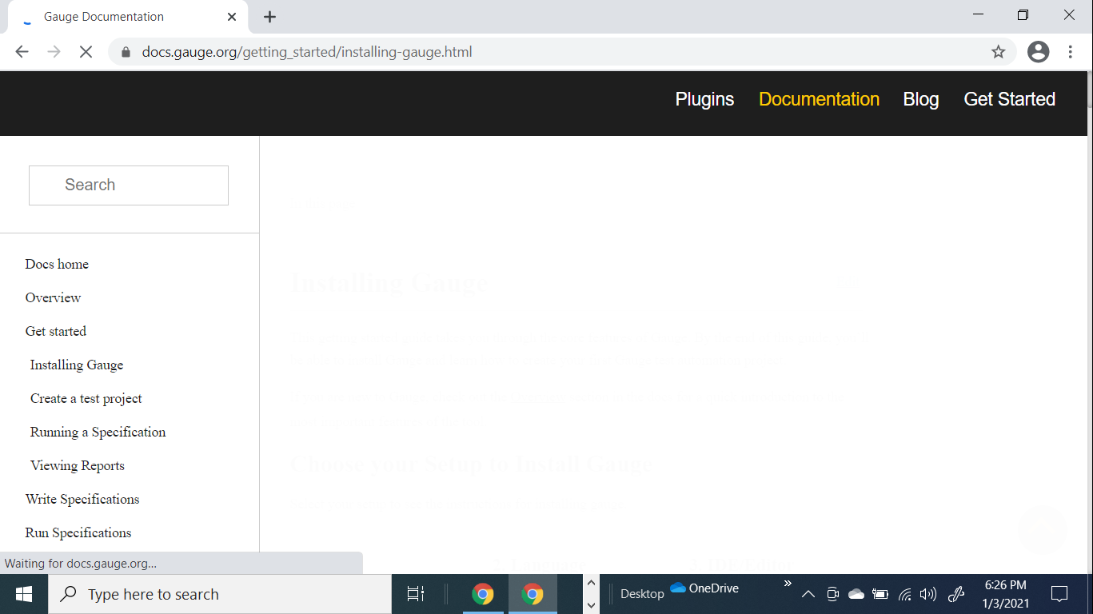 Gauge Documentation
docs.gauge.org/getting_started/installing-gauge.html
Plugins Documentation Blog Get Started
Search
Docs home
Overview
Get started
Installing Gauge
Create a test project
Running a Specification
Viewing Reports
Write Specifications
Run Specifications
Installing Gauge
Choose your Setup to Install Gauge
Waiting for docs.gauge.org...
Type here to search
Desktop
OneDrive
6:26 PM
1/3/2021